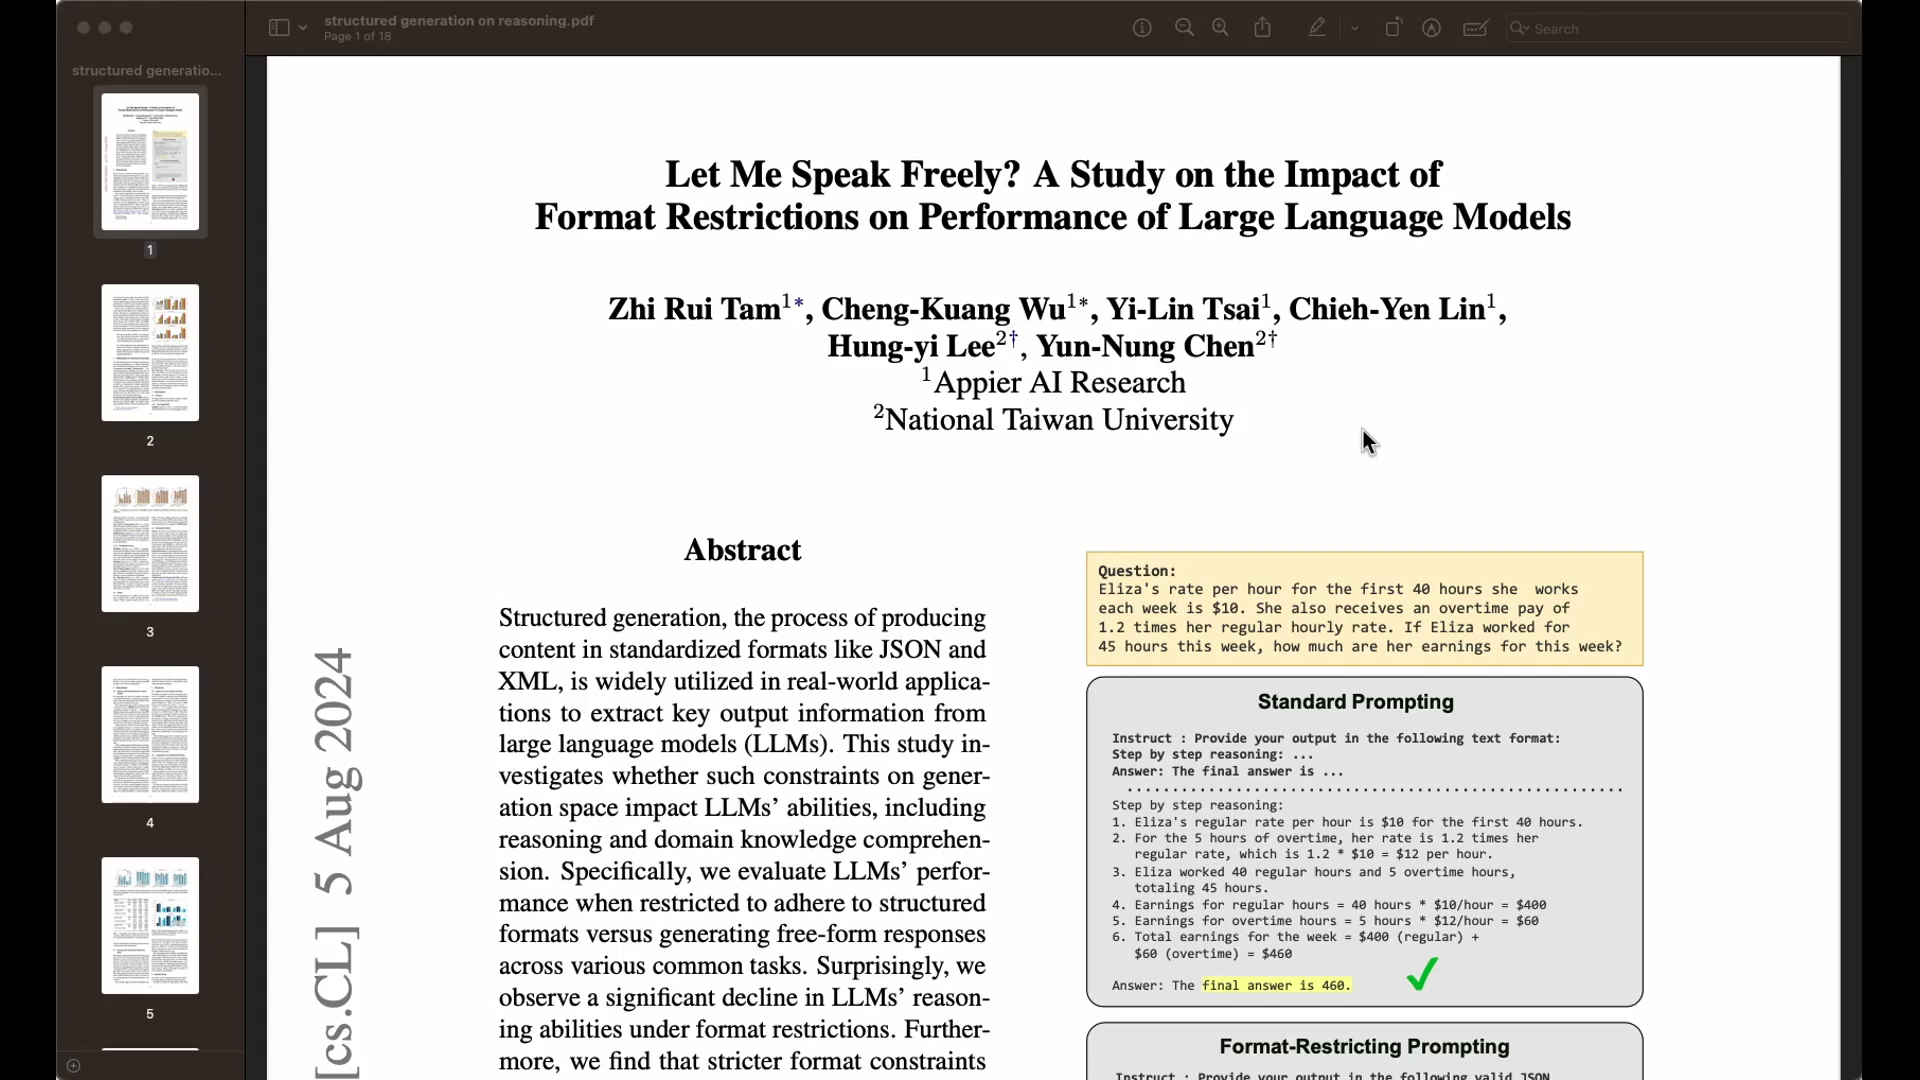 structured generation on reasoning.pdf
Page 1 of 18
Search
structured generatio...
1
2
3
4
5
Let Me Speak Freely? A Study on the Impact of
Format Restrictions on Performance of Large Language Models
Zhi Rui Tam1*, Cheng-Kuang Wu1*, Yi-Lin Tsai1, Chieh-Yen Lin1,
Hung-yi Lee2†, Yun-Nung Chen2†
1Appier AI Research
2National Taiwan University
[cs.CL] 5 Aug 2024
Abstract
Structured generation, the process of producing
content in standardized formats like JSON and
XML, is widely utilized in real-world applica-
tions to extract key output information from
large language models (LLMs). This study in-
vestigates whether such constraints on gener-
ation space impact LLMs’ abilities, including
reasoning and domain knowledge comprehen-
sion. Specifically, we evaluate LLMs’ perfor-
mance when restricted to adhere to structured
formats versus generating free-form responses
across various common tasks. Surprisingly, we
observe a significant decline in LLMs’ reason-
ing abilities under format restrictions. Further-
more, we find that stricter format constraints
Question:
Eliza's rate per hour for the first 40 hours she works
each week is $10. She also receives an overtime pay of
1.2 times her regular hourly rate. If Eliza worked for
45 hours this week, how much are her earnings for this week?
Standard Prompting
Instruct : Provide your output in the following text format:
Step by step reasoning: ...
Answer: The final answer is ...
Step by step reasoning:
1. Eliza's regular rate per hour is $10 for the first 40 hours.
2. For the 5 hours of overtime, her rate is 1.2 times her
regular rate, which is 1.2 * $10 = $12 per hour.
3. Eliza worked 40 regular hours and 5 overtime hours,
totaling 45 hours.
4. Earnings for regular hours = 40 hours * $10/hour = $400
5. Earnings for overtime hours = 5 hours * $12/hour = $60
6. Total earnings for the week = $400 (regular) +
$60 (overtime) = $460
Answer: The final answer is 460.
Format-Restricting Prompting
Instruct : Provide your output in the following valid JSON